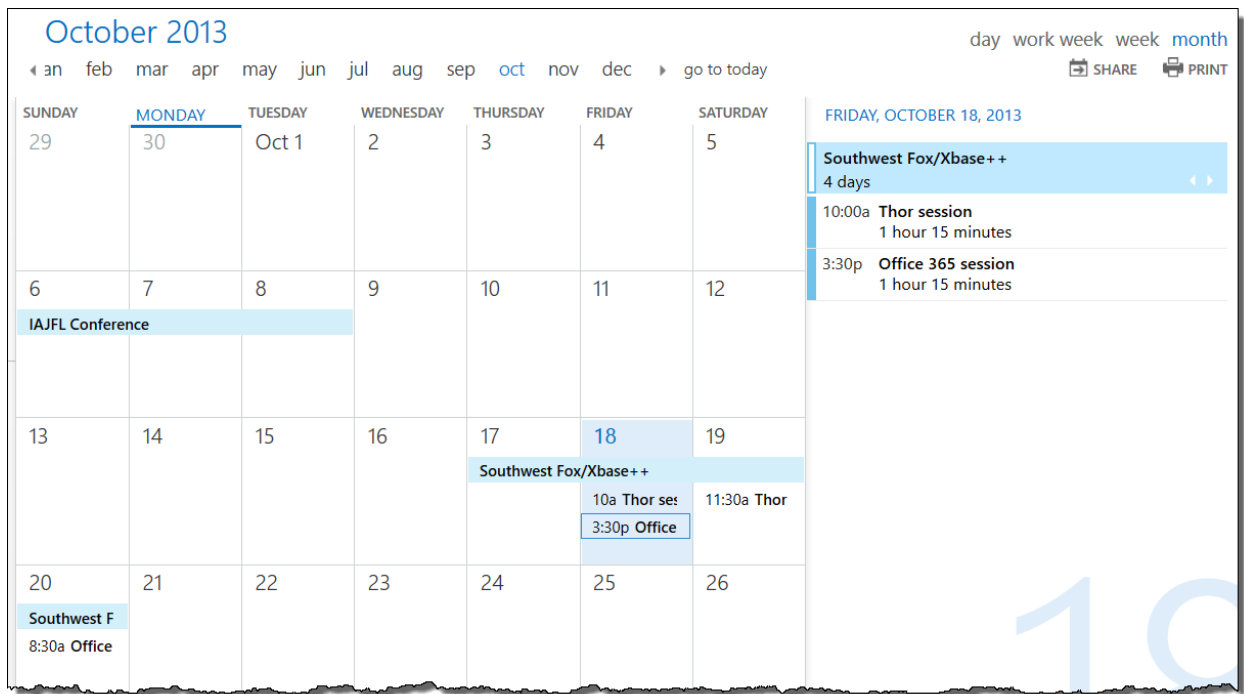 October 2013
day work week week month
an feb mar apr may jun jul aug sep oct nov dec go to today
SHARE PRINT
SUNDAY MONDAY TUESDAY WEDNESDAY THURSDAY FRIDAY SATURDAY
29 30 Oct 1 2 3 4 5
6 7 8 9 10 11 12
IAJFL Conference
13 14 15 16 17 18 19
Southwest Fox/Xbase++
10a Thor ses 11:30a Thor
3:30p Office
20 21 22 23 24 25 26
Southwest F
8:30a Office
FRIDAY, OCTOBER 18, 2013
Southwest Fox/Xbase++
4 days
10:00a Thor session
1 hour 15 minutes
3:30p Office 365 session
1 hour 15 minutes